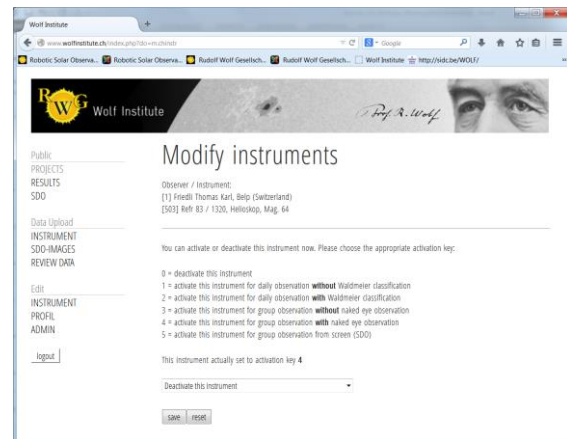 Wolf Institute
www.wolfinstitute.ch/index.php?do=m.chindr
Google
Robotic Solar Observa... Robotic Solar Observa... Rudolf Wolf Gesellsch... Rudolf Wolf Gesellsch... Wolf Institute http://sidc.be/WOLF/
RWG Wolf Institute
Prof. R. Wolf
Public
PROJECTS
RESULTS
SDO
Data Upload
INSTRUMENT
SDO-IMAGES
REVIEW DATA
Edit
INSTRUMENT
PROFIL
ADMIN
logout
Modify instruments
Observer / Instrument:
[1] Friedli Thomas Karl, Belp (Switzerland)
[503] Refr 83 / 1320, Helioskop, Mag. 64
You can activate or deactivate this instrument now. Please choose the appropriate activation key:
0 = deactivate this instrument
1 = activate this instrument for daily observation without Waldmeier classification
2 = activate this instrument for daily observation with Waldmeier classification
3 = activate this instrument for group observation without naked eye observation
4 = activate this instrument for group observation with naked eye observation
5 = activate this instrument for group observation from screen (SDO)
This instrument actually set to activation key 4
Deactivate this instrument
save reset